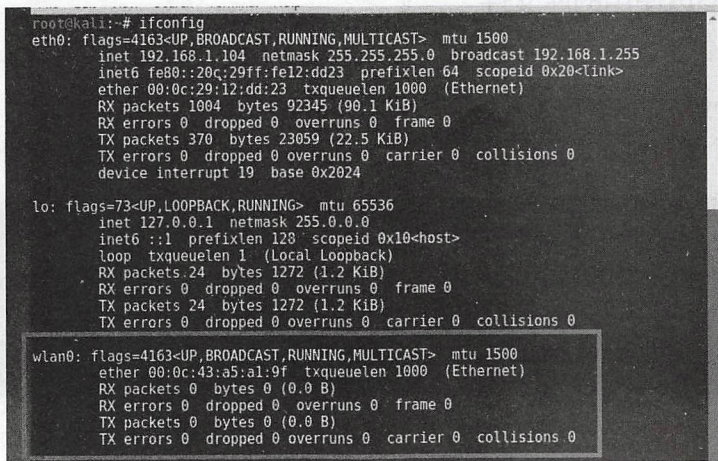 root@kali:~# ifconfig
eth0: flags=4163<UP,BROADCAST,RUNNING,MULTICAST> mtu 1500
inet 192.168.1.104 netmask 255.255.255.0 broadcast 192.168.1.255
inet6 fe80::20c:29ff:fe12:dd23 prefixlen 64 scopeid 0x20<link>
ether 00:0c:29:12:dd:23 txqueuelen 1000 (Ethernet)
RX packets 1004 bytes 92345 (90.1 KiB)
RX errors 0 dropped 0 overruns 0 frame 0
TX packets 370 bytes 23059 (22.5 KiB)
TX errors 0 dropped 0 overruns 0 carrier 0 collisions 0
device interrupt 19 base 0x2024
lo: flags=73<UP,LOOPBACK,RUNNING> mtu 65536
inet 127.0.0.1 netmask 255.0.0.0
inet6 ::1 prefixlen 128 scopeid 0x10<host>
loop txqueuelen 1 (Local Loopback)
RX packets 24 bytes 1272 (1.2 KiB)
RX errors 0 dropped 0 overruns 0 frame 0
TX packets 24 bytes 1272 (1.2 KiB)
TX errors 0 dropped 0 overruns 0 carrier 0 collisions 0
wlan0: flags=4163<UP,BROADCAST,RUNNING,MULTICAST> mtu 1500
ether 00:0c:43:a5:a1:9f txqueuelen 1000 (Ethernet)
RX packets 0 bytes 0 (0.0 B)
RX errors 0 dropped 0 overruns 0 frame 0
TX packets 0 bytes 0 (0.0 B)
TX errors 0 dropped 0 overruns 0 carrier 0 collisions 0